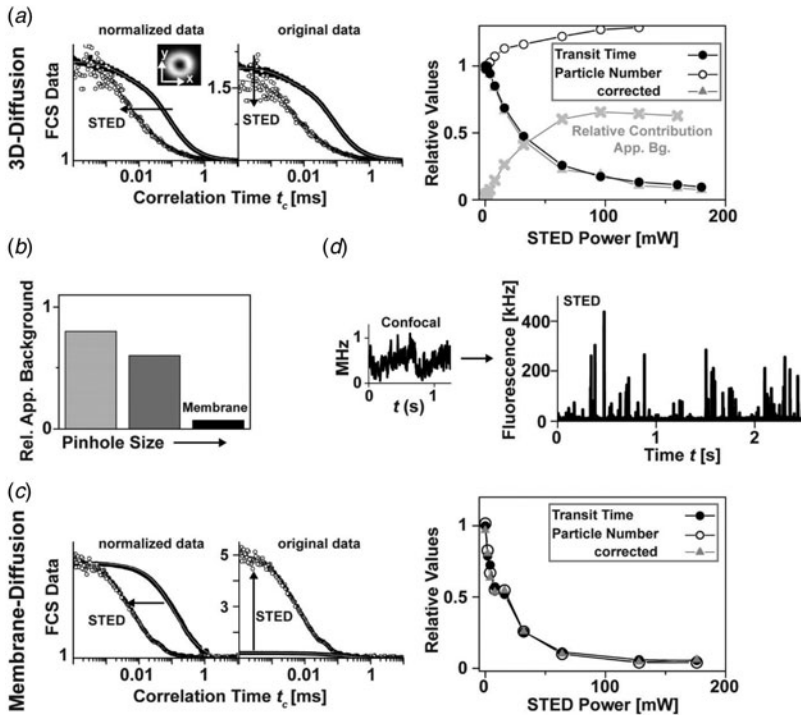 (a)
3D-Diffusion
normalized data
original data
FCS Data
y
x
STED
1
1.5
STED
0.01 1
0.01 1
Correlation Time tc [ms]
Relative Values
1
0.5
0
Transit Time
Particle Number
corrected
Relative Contribution
App. Bg.
0 100 200
STED Power [mW]
(b)
Rel. App. Background
1
0
Membrane
Pinhole Size
(d)
MHz
1
0
Confocal
0 1
t (s)
Fluorescence [kHz]
400
200
0
STED
0 1 2
Time t [s]
(c)
Membrane-Diffusion
normalized data
original data
FCS Data
STED
1
5
3
STED
0.01 1
0.01 1
Correlation Time tc [ms]
Relative Values
1
0.5
0
Transit Time
Particle Number
corrected
0 100 200
STED Power [mW]